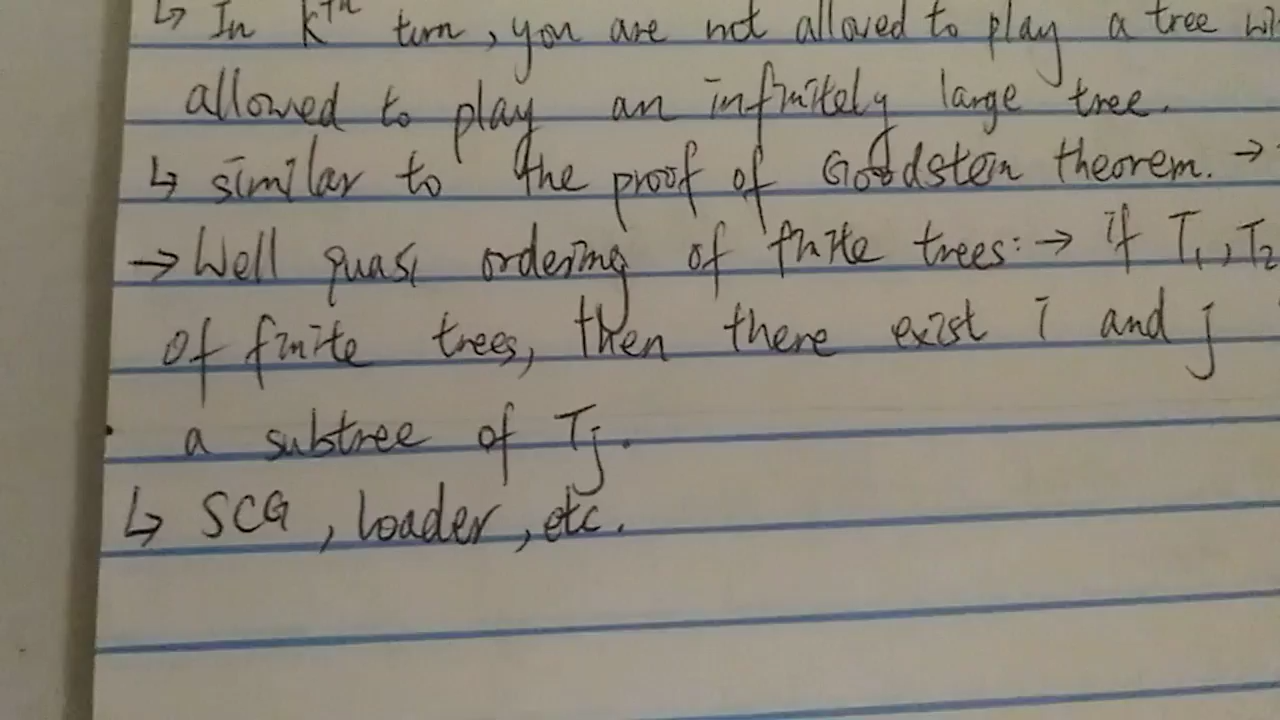 ↳ In kth turn, you are not allowed to play a tree
allowed to play an infinitely large tree.
↳ similar to the proof of Goodstein theorem. →
→ Well quasi ordering of finite trees: → if T1, T2
of finite trees, then there exist i and j
a subtree of Tj.
↳ SCG, loader, etc.